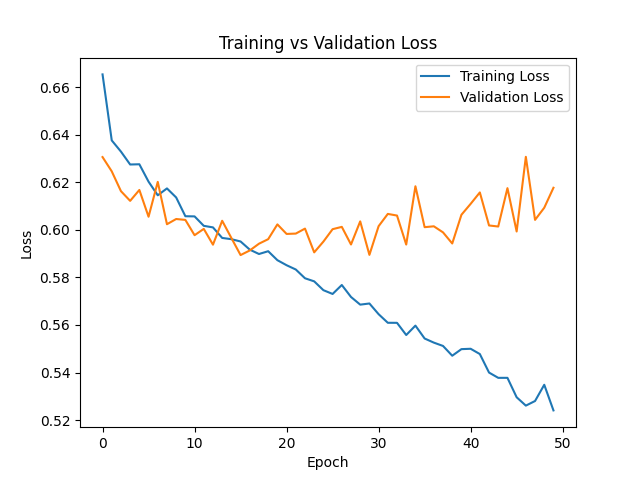 Training vs Validation Loss
Training Loss
Validation Loss
0.66
0.64
0.62
0.60
0.58
0.56
0.54
0.52
Loss
0 10 20 30 40 50
Epoch